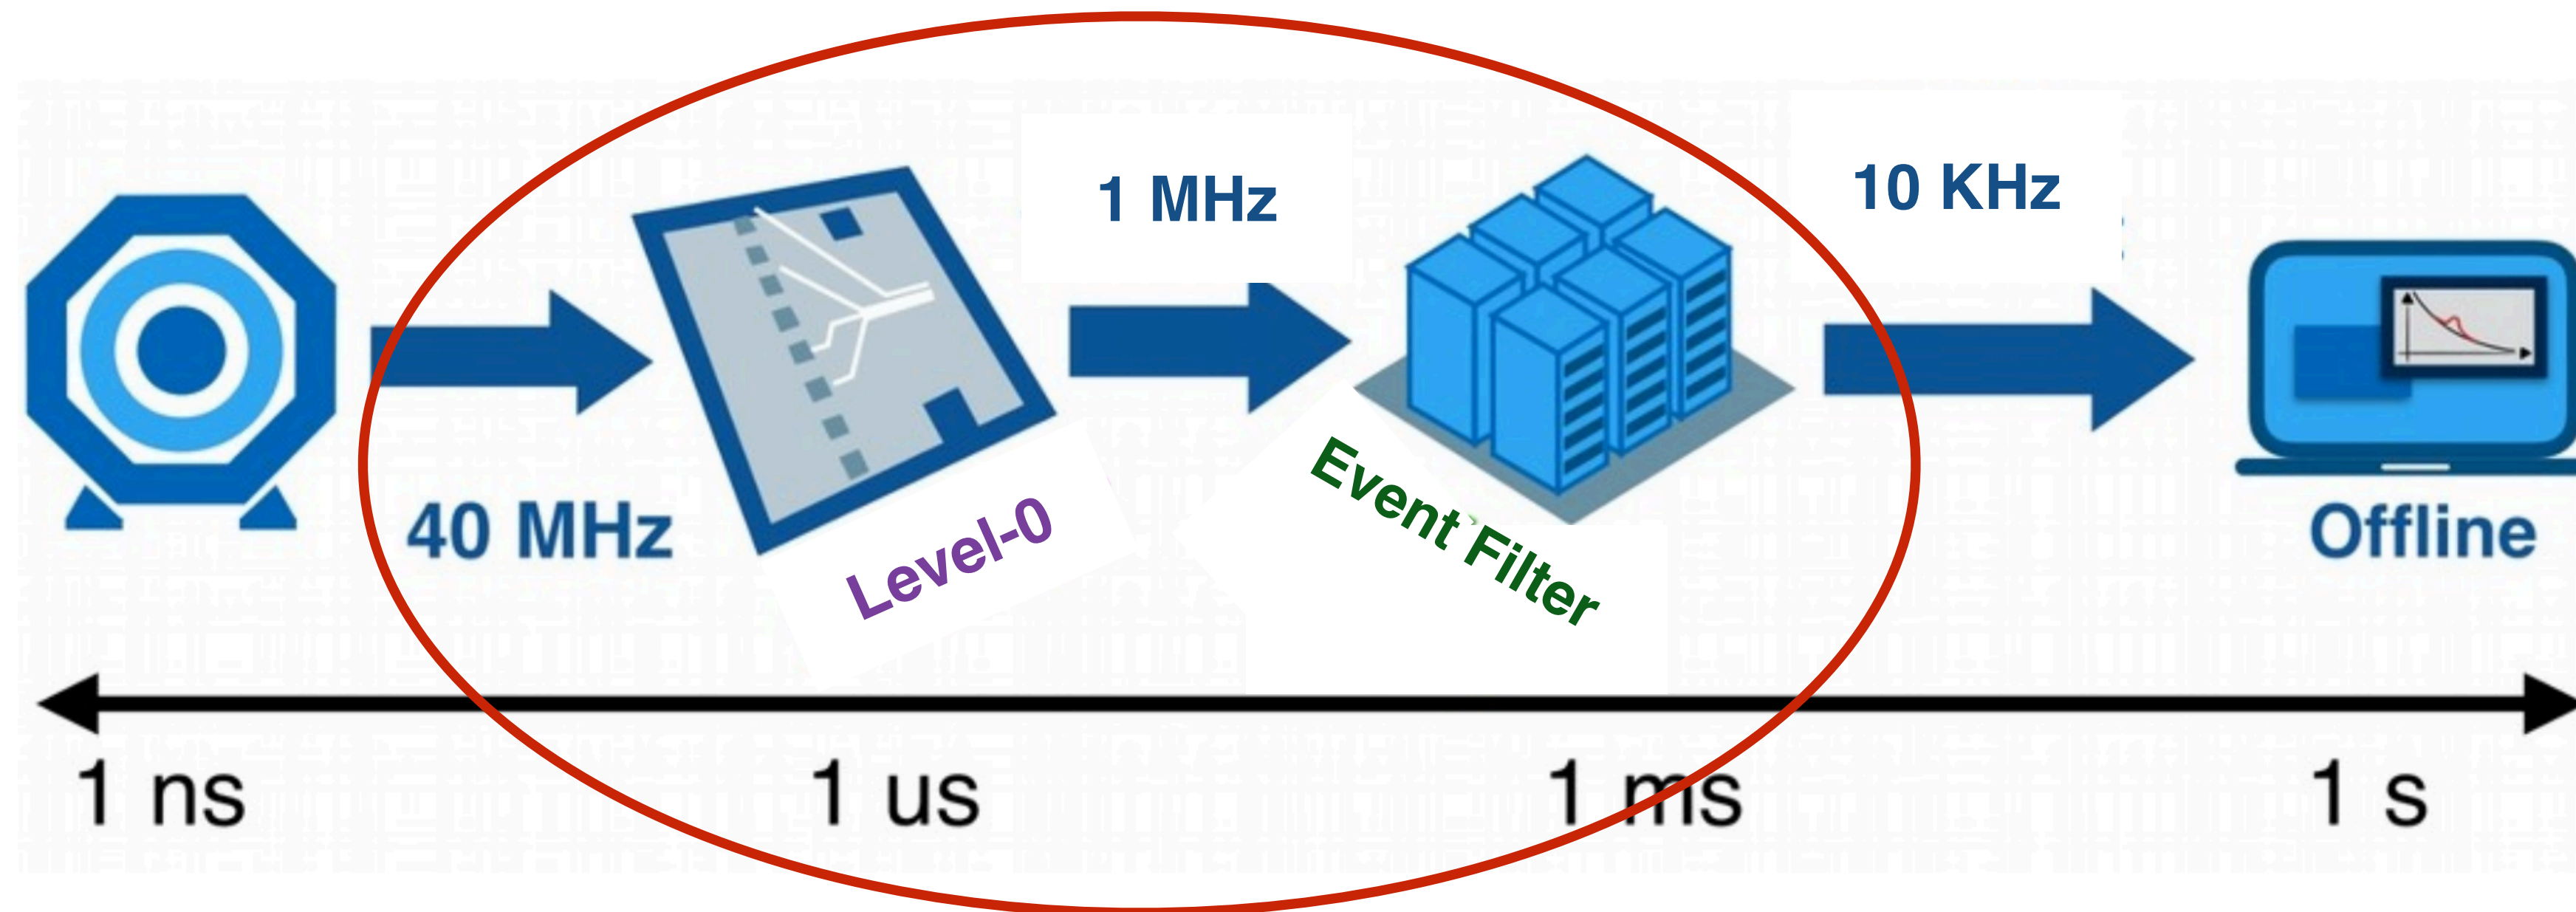 1 MHz
10 KHz
40 MHz
Level-0
Event Filter
Offline
1 ns
1 us
1 ms
1 s